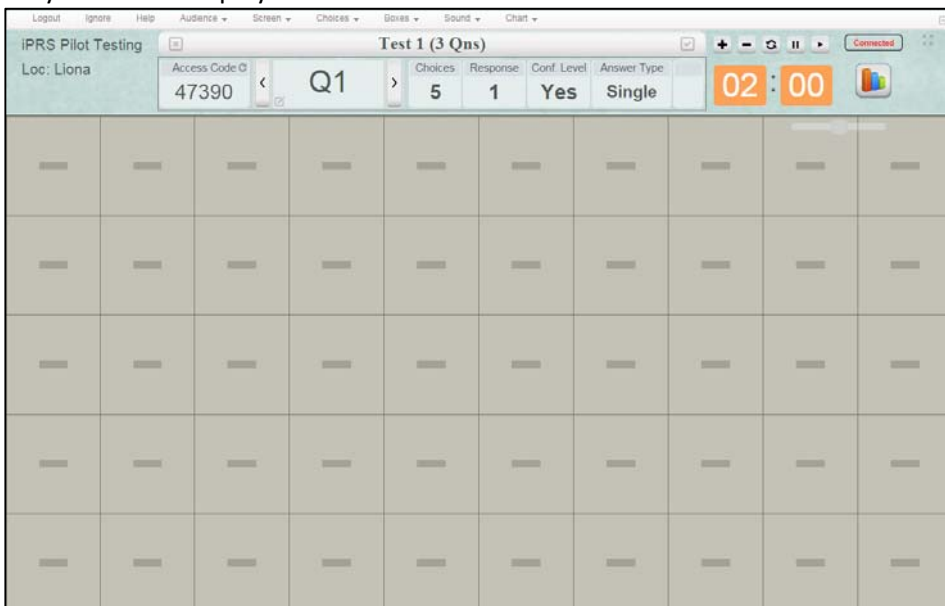 Logout Ignore Help Audience Screen Choices Boxes Sound Chart
iPRS Pilot Testing
Test 1 (3 Qns)
Connected
Loc: Liona
Access Code
47390
Q1
Choices Response Conf. Level Answer Type
5 1 Yes Single
02 : 00